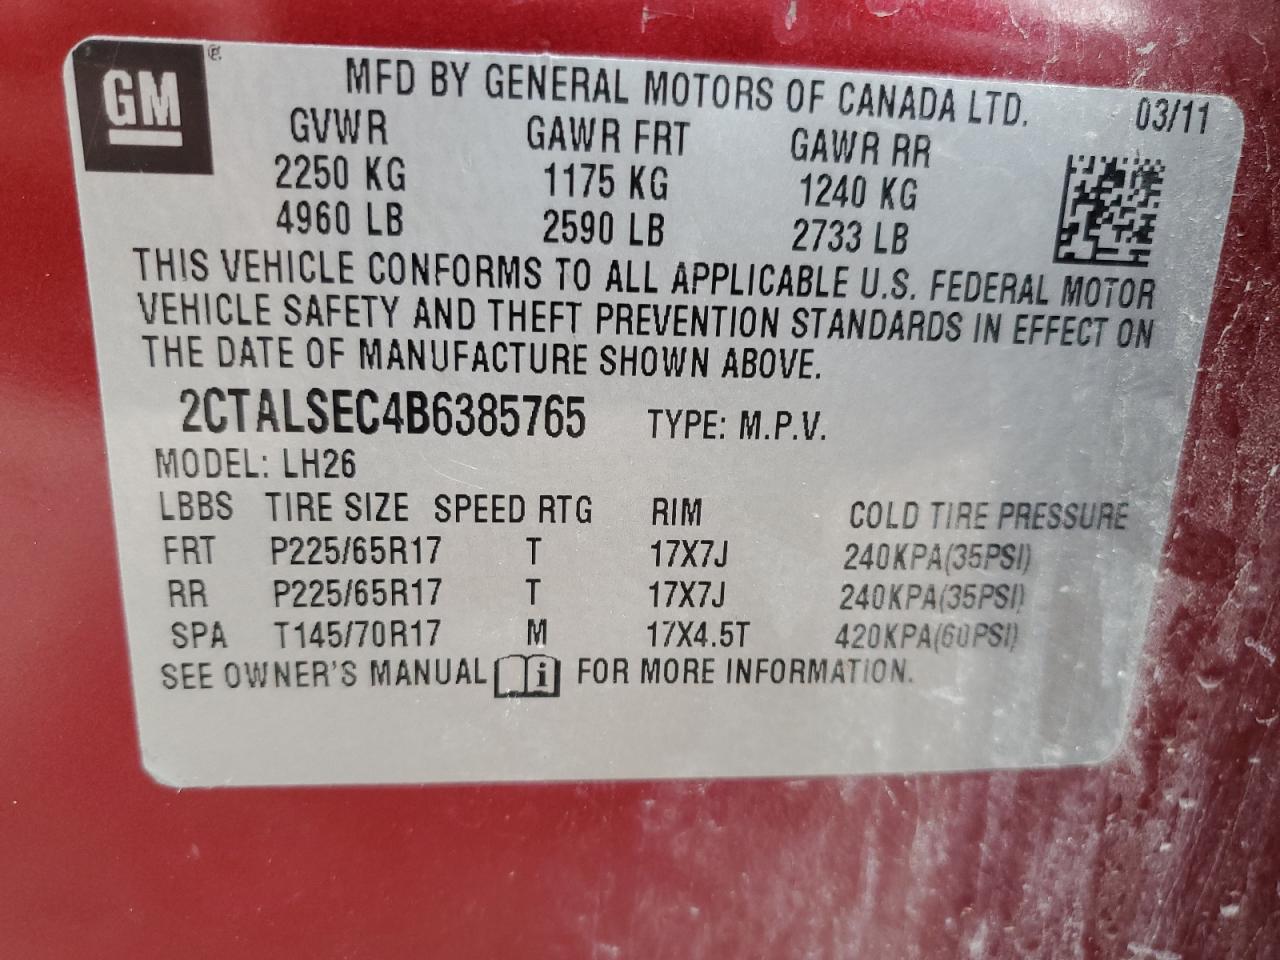 GM
MFD BY GENERAL MOTORS OF CANADA LTD. 03/11
GVWR GAWR FRT GAWR RR
2250 KG 1175 KG 1240 KG
4960 LB 2590 LB 2733 LB
THIS VEHICLE CONFORMS TO ALL APPLICABLE U.S. FEDERAL MOTOR
VEHICLE SAFETY AND THEFT PREVENTION STANDARDS IN EFFECT ON
THE DATE OF MANUFACTURE SHOWN ABOVE.
2CTALSEC4B6385765 TYPE: M.P.V.
MODEL: LH26
LBBS TIRE SIZE SPEED RTG RIM COLD TIRE PRESSURE
FRT P225/65R17 T 17X7J 240KPA(35PSI)
RR P225/65R17 T 17X7J 240KPA(35PSI)
SPA T145/70R17 M 17X4.5T 420KPA(60PSI)
SEE OWNER'S MANUAL i FOR MORE INFORMATION.